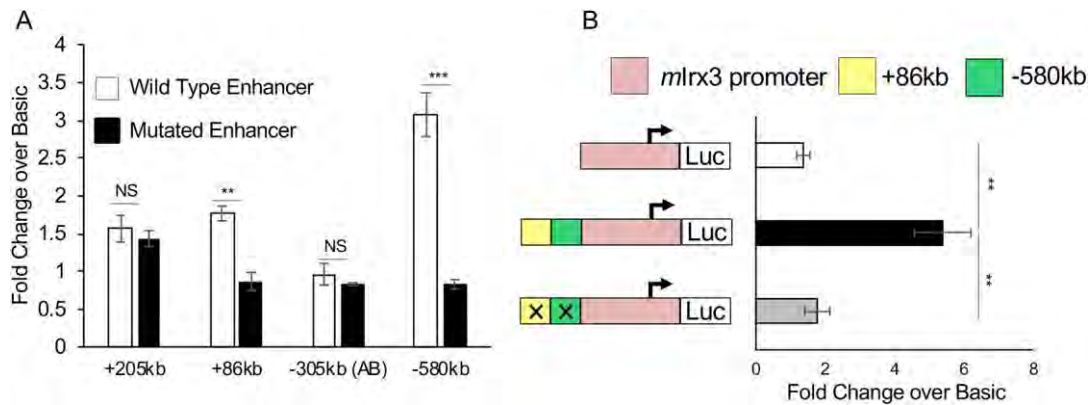 A
Fold Change over Basic
4
3.5
3
2.5
2
1.5
1
0.5
0
Wild Type Enhancer
Mutated Enhancer
NS
**
NS
***
+205kb +86kb -305kb (AB) -580kb
B
mIrx3 promoter +86kb -580kb
Luc
Luc
X X Luc
**
**
0 2 4 6 8
Fold Change over Basic